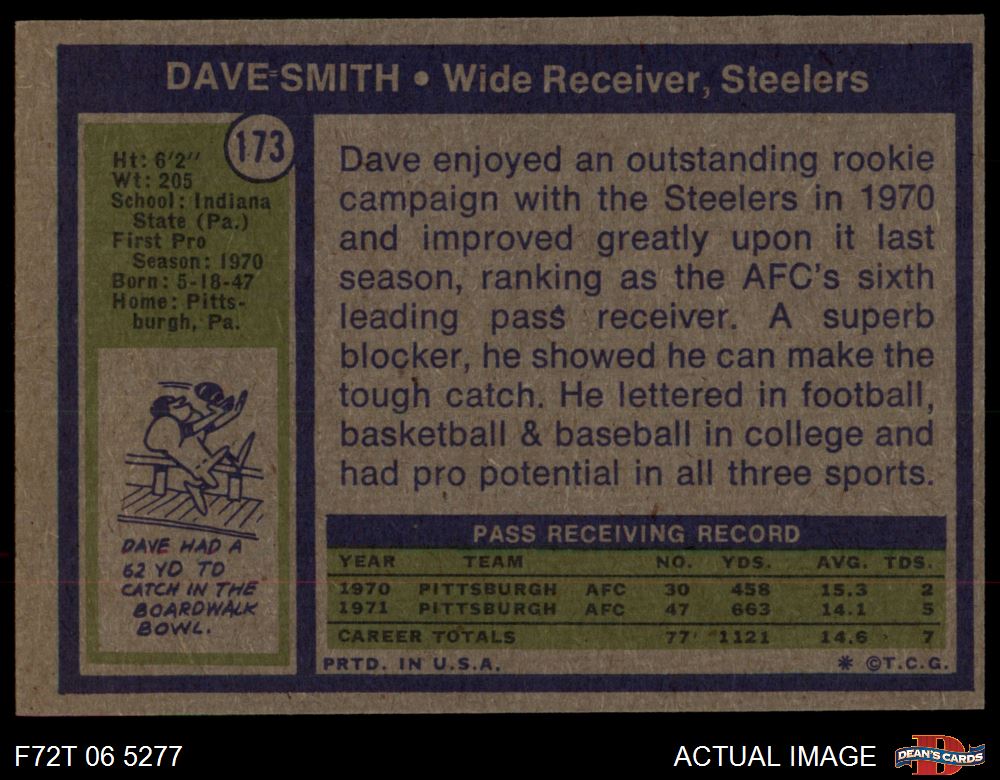 DAVE SMITH • Wide Receiver, Steelers
173
Ht: 6'2"
Wt: 205
School: Indiana
State (Pa.)
First Pro
Season: 1970
Born: 5-18-47
Home: Pitts-
burgh, Pa.
DAVE HAD A
62 YD TD
CATCH IN THE
BOARDWALK
BOWL.
Dave enjoyed an outstanding rookie
campaign with the Steelers in 1970
and improved greatly upon it last
season, ranking as the AFC's sixth
leading pass receiver. A superb
blocker, he showed he can make the
tough catch. He lettered in football,
basketball & baseball in college and
had pro potential in all three sports.
PASS RECEIVING RECORD
YEAR TEAM NO. YDS. AVG. TDS.
1970 PITTSBURGH AFC 30 458 15.3 2
1971 PITTSBURGH AFC 47 663 14.1 5
CAREER TOTALS 77 1121 14.6 7
PRTD. IN U.S.A. * ©T.C.G.
F72T 06 5277
ACTUAL IMAGE
D
DEAN'S CARDS